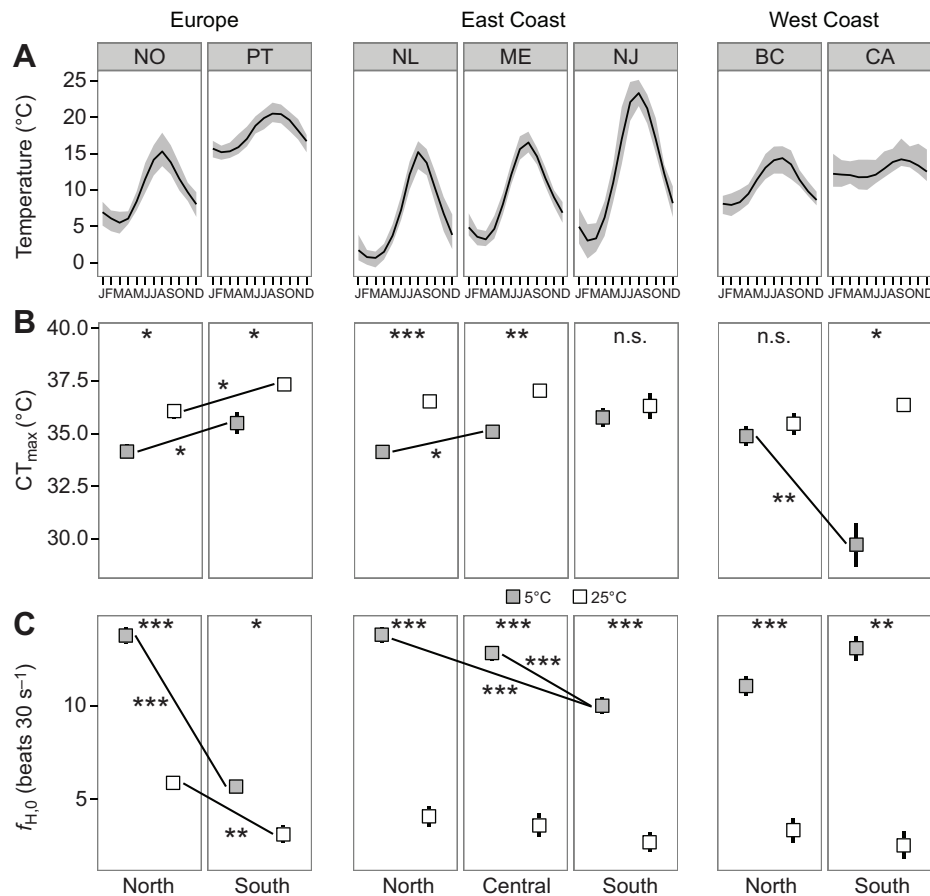 Europe East Coast West Coast
A
NO PT NL ME NJ BC CA
Temperature (°C)
25
20
15
10
5
0
JFMAMJJASOND JFMAMJJASOND JFMAMJJASOND JFMAMJJASOND JFMAMJJASOND JFMAMJJASOND JFMAMJJASOND
B
CTmax (°C)
40.0
37.5
35.0
32.5
30.0
* * *** ** n.s. n.s. *
*
*
*
**
5°C 25°C
C
fH,0 (beats 30 s–1)
10
5
*** * *** *** *** *** **
***
***
***
**
North South North Central South North South